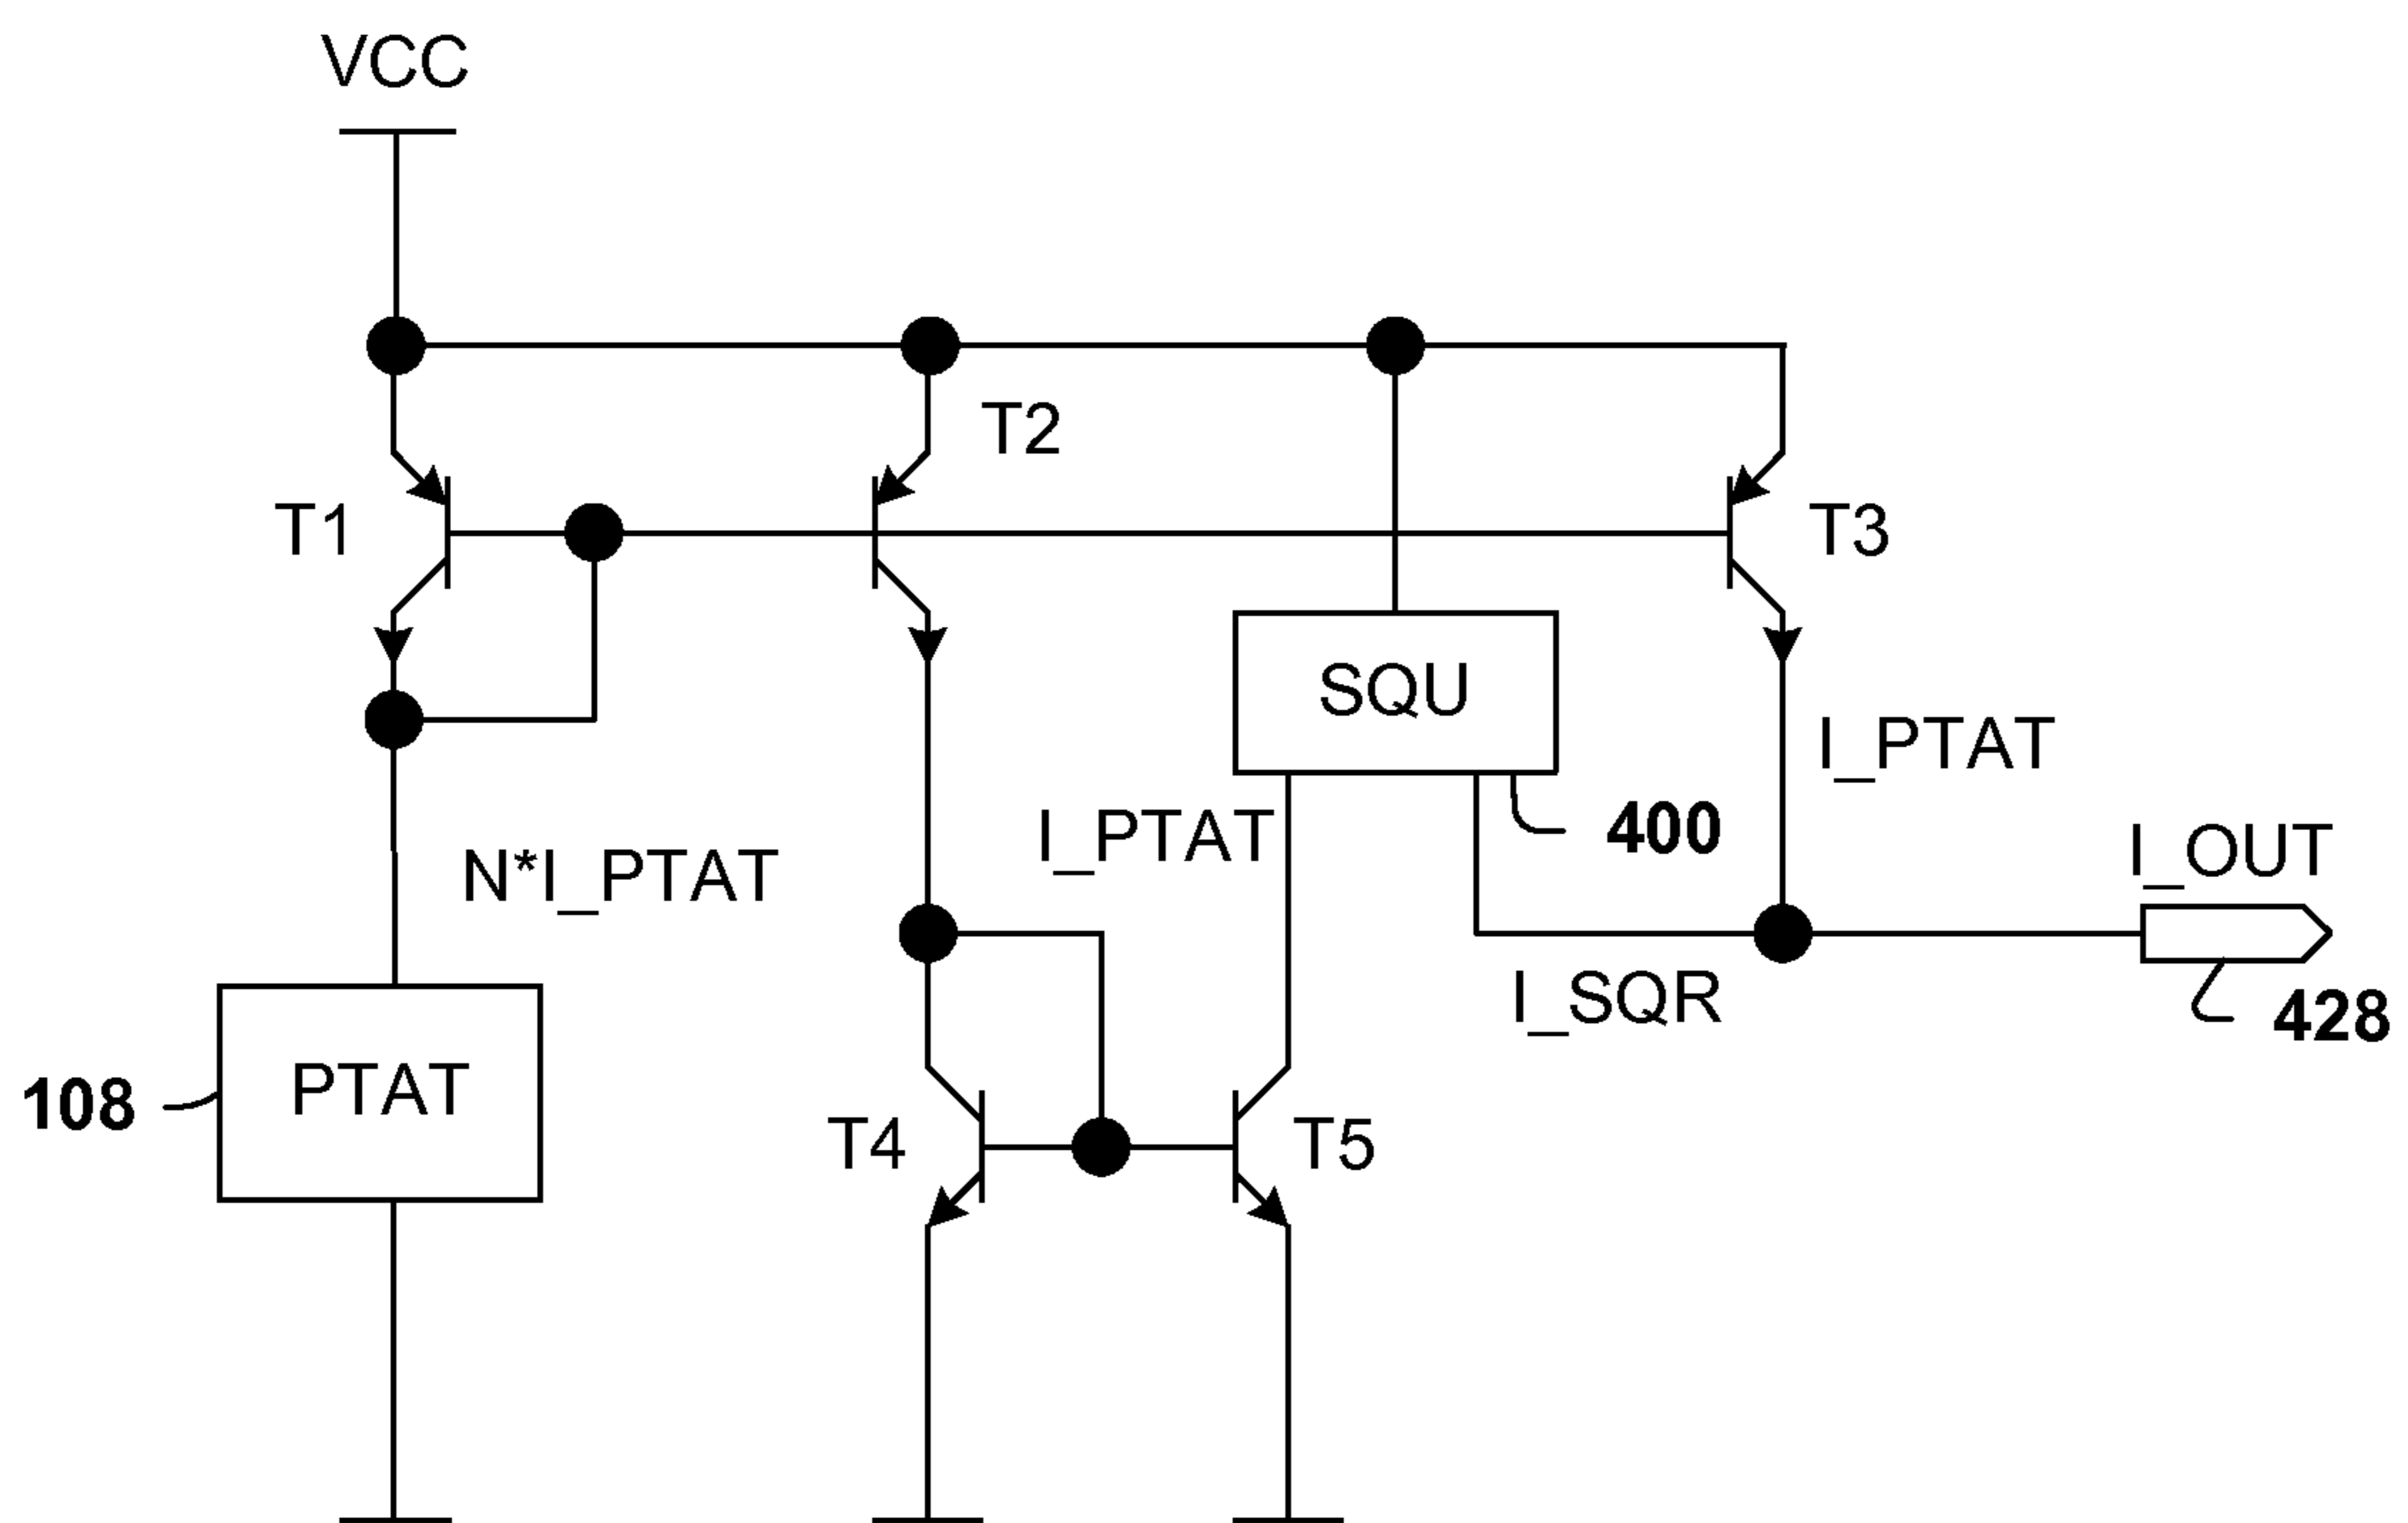 VCC
T2
T1
T3
SQU
I_PTAT
I_PTAT
400
I_OUT
N*I_PTAT
I_SQR
428
PTAT
108
T4
T5